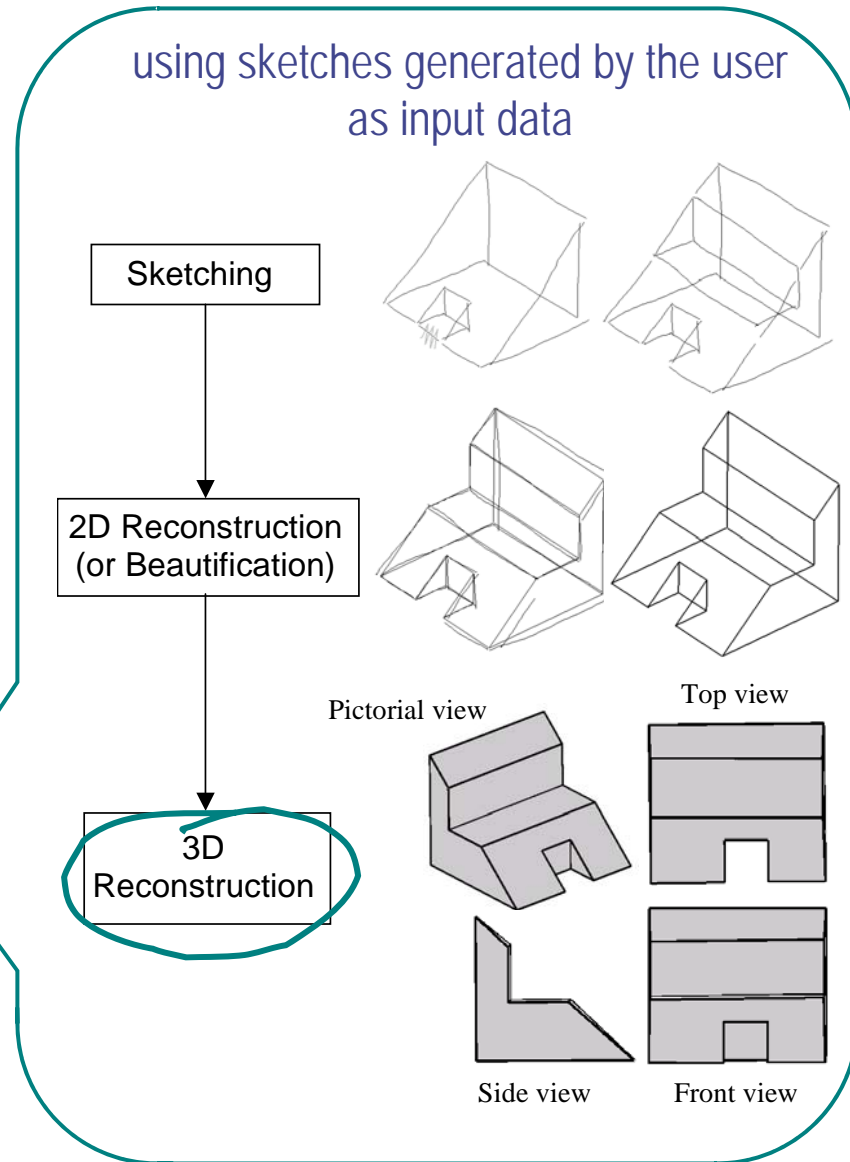 using sketches generated by the user
as input data
Sketching
2D Reconstruction
(or Beautification)
3D
Reconstruction
Pictorial view
Top view
Side view
Front view